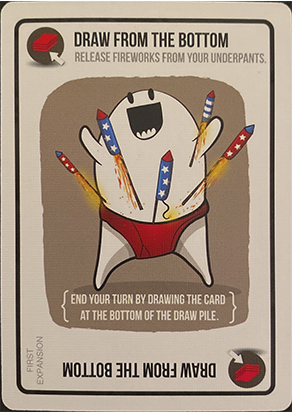 DRAW FROM THE BOTTOM
RELEASE FIREWORKS FROM YOUR UNDERPANTS.
END YOUR TURN BY DRAWING THE CARD
AT THE BOTTOM OF THE DRAW PILE.
FIRST
EXPANSION
DRAW FROM THE BOTTOM